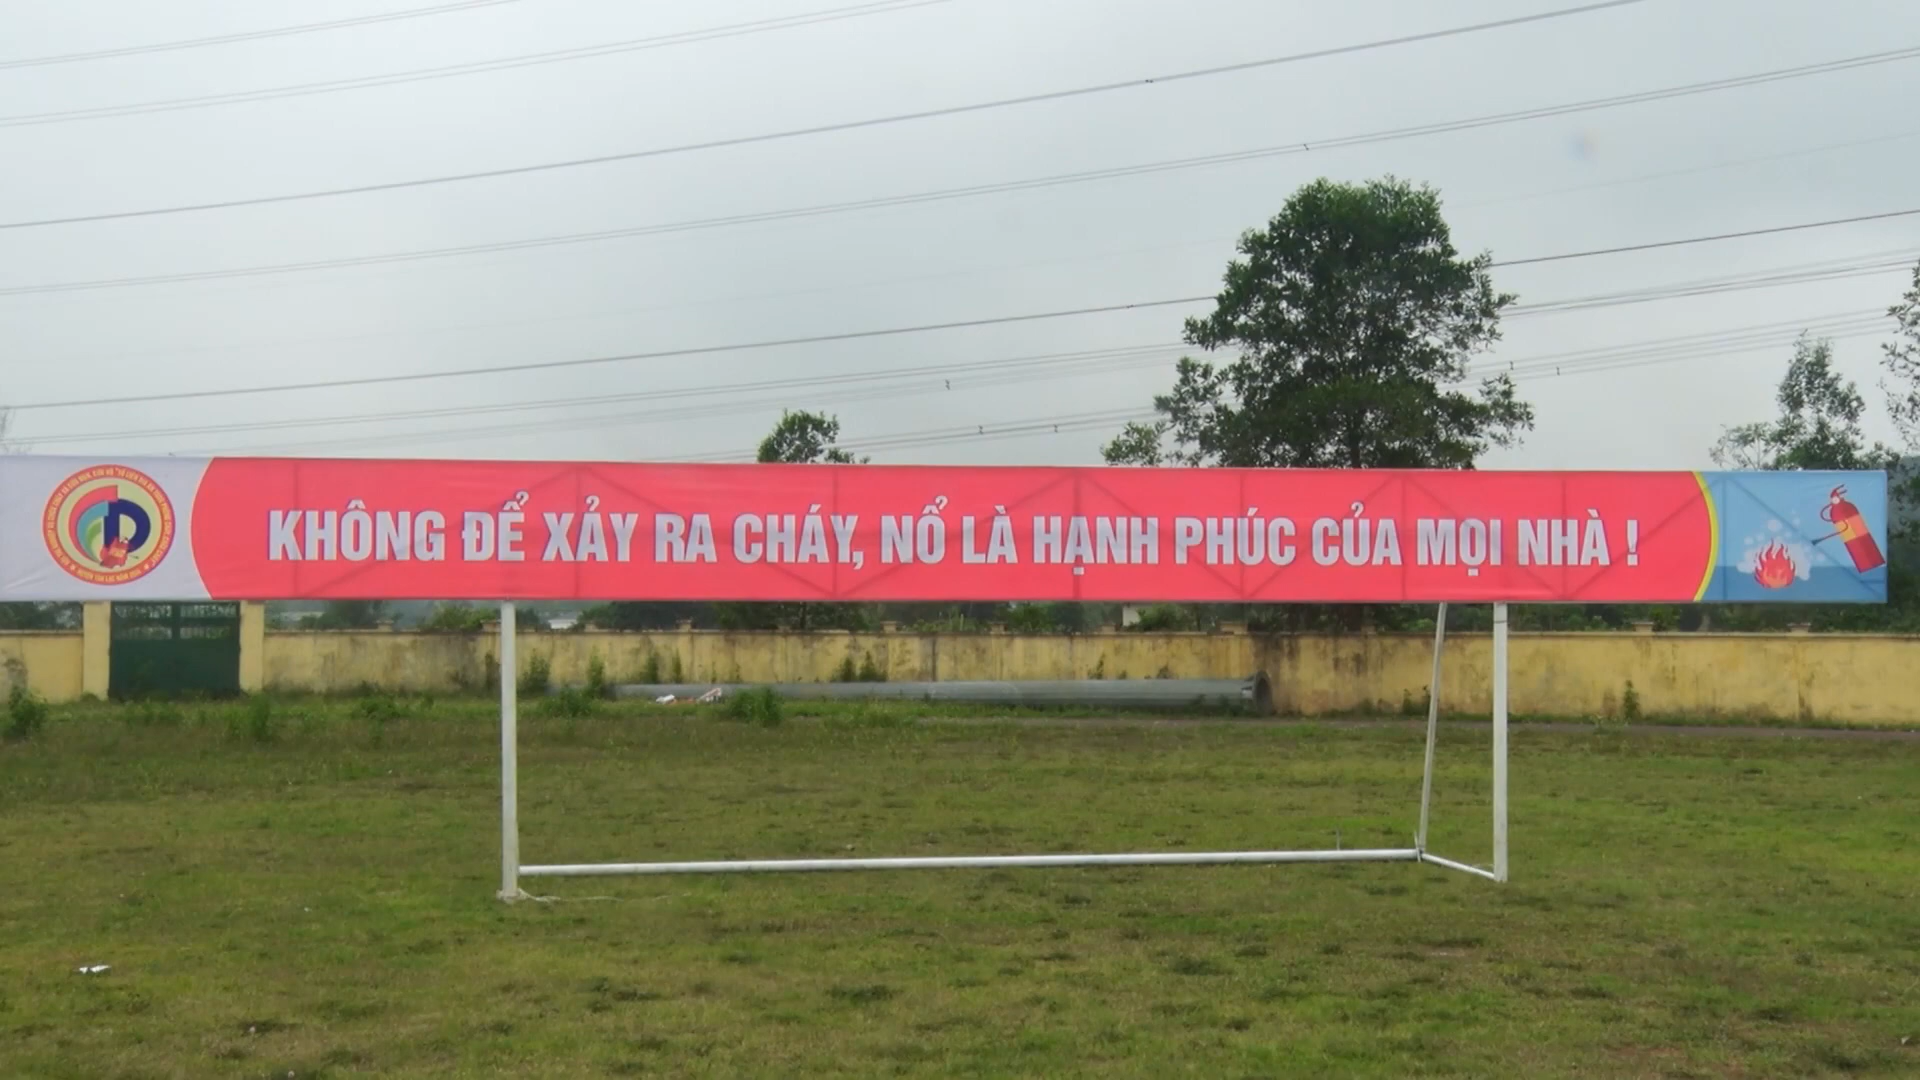 KHÔNG ĐỂ XẢY RA CHÁY, NỔ LÀ HẠNH PHÚC CỦA MỌI NHÀ !